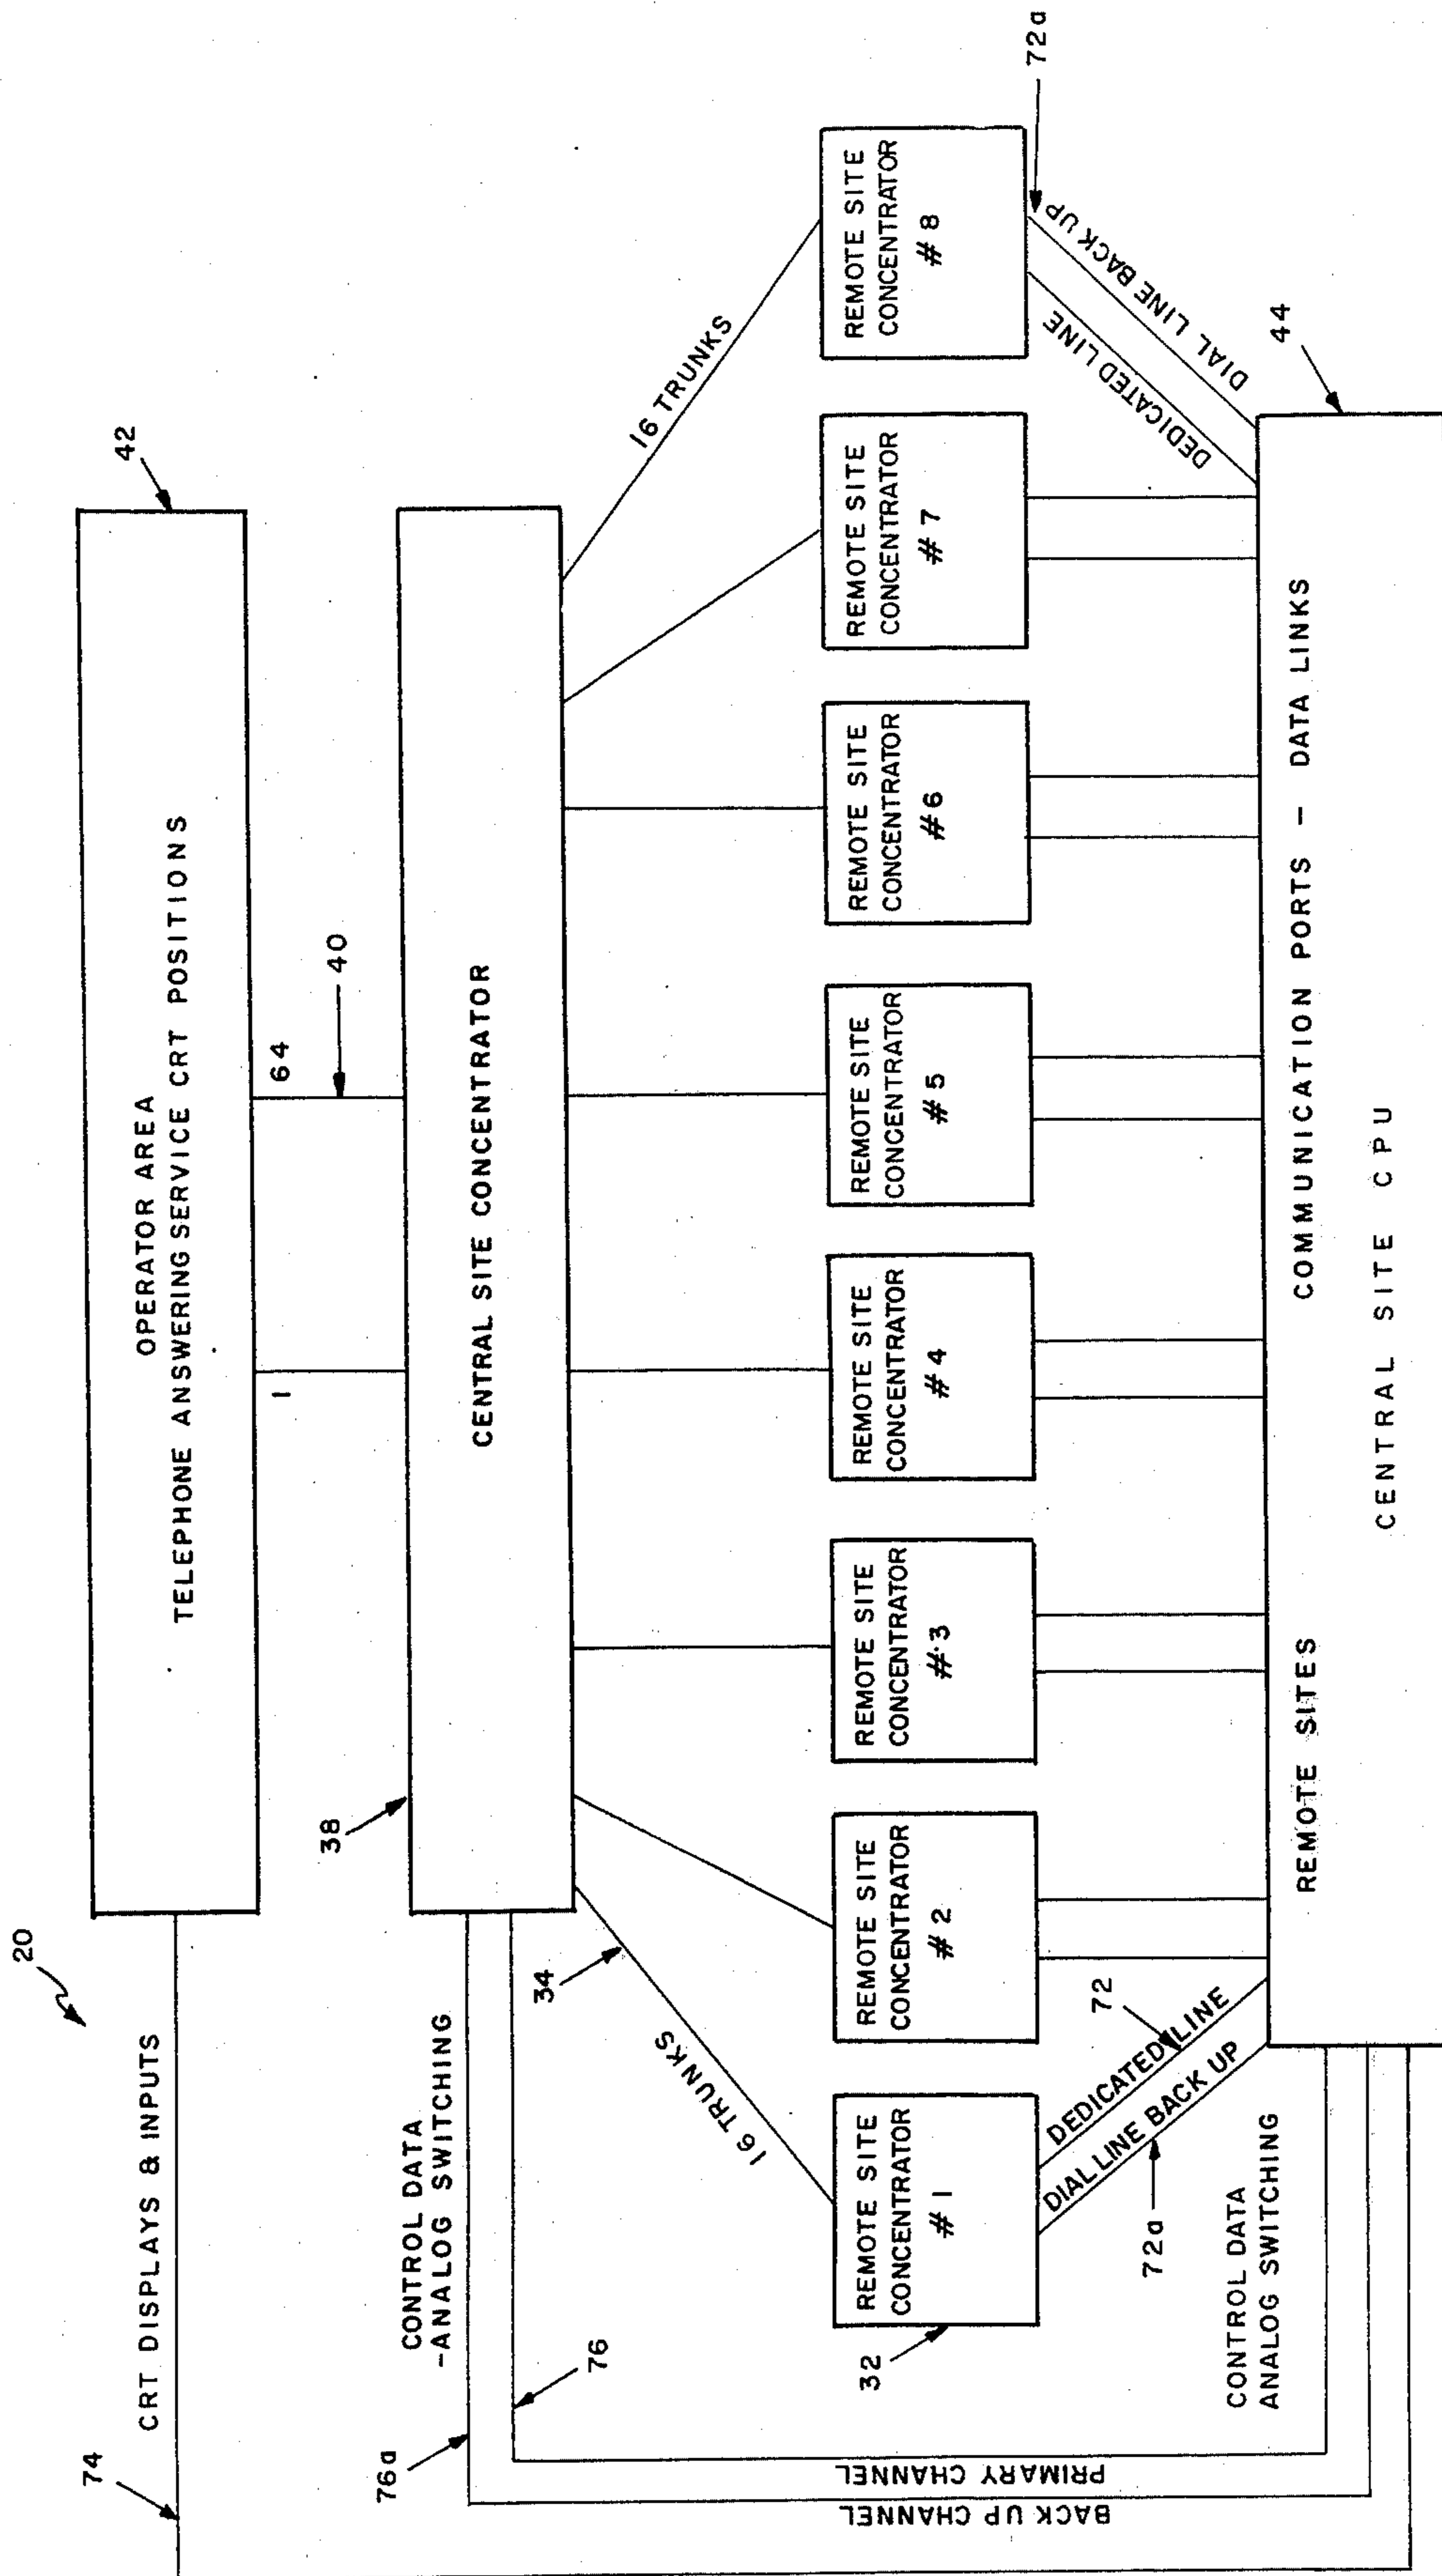 20
74
CRT DISPLAYS & INPUTS
OPERATOR AREA
TELEPHONE ANSWERING SERVICE CRT POSITIONS
42
1
64
40
38
CENTRAL SITE CONCENTRATOR
CONTROL DATA
-ANALOG SWITCHING
76a
76
34
16 TRUNKS
16 TRUNKS
BACK UP CHANNEL
PRIMARY CHANNEL
32
REMOTE SITE
CONCENTRATOR
#1
REMOTE SITE
CONCENTRATOR
#2
REMOTE SITE
CONCENTRATOR
#3
REMOTE SITE
CONCENTRATOR
#4
REMOTE SITE
CONCENTRATOR
#5
REMOTE SITE
CONCENTRATOR
#6
REMOTE SITE
CONCENTRATOR
#7
REMOTE SITE
CONCENTRATOR
#8
72
DEDICATED LINE
DIAL LINE BACK UP
72a
72a
DEDICATED LINE
DIAL LINE BACK UP
44
CONTROL DATA
ANALOG SWITCHING
REMOTE SITES
COMMUNICATION PORTS - DATA LINKS
CENTRAL SITE CPU